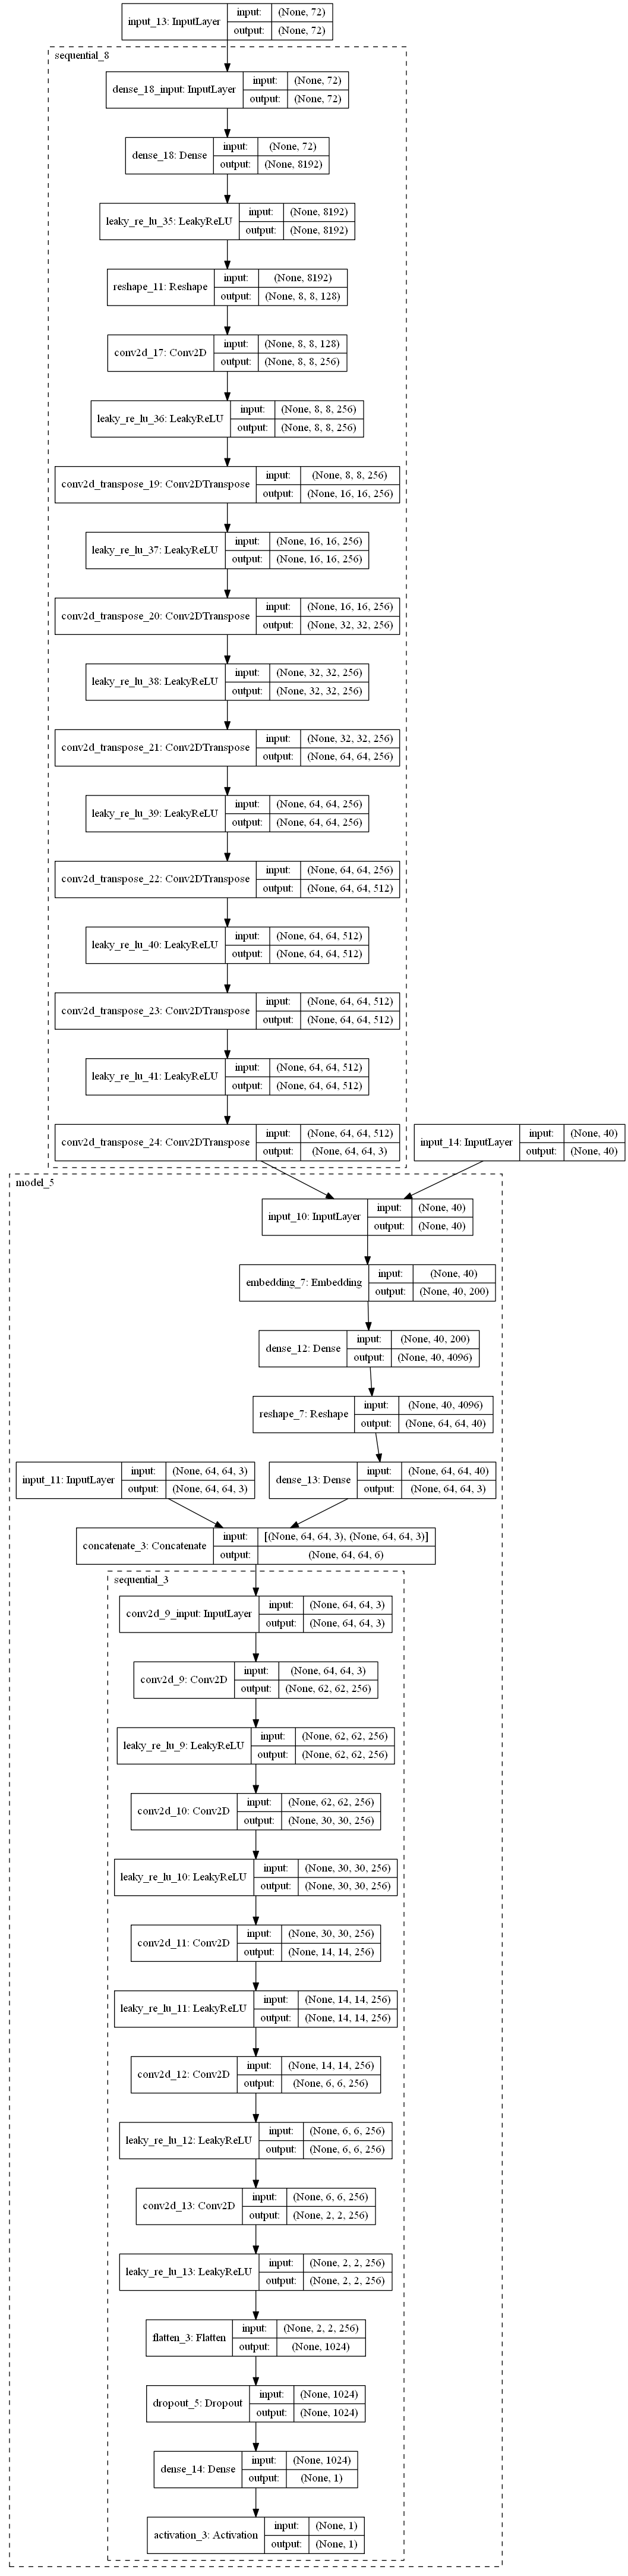 input_13: InputLayer input: (None, 72)
output: (None, 72)
sequential_8
dense_18_input: InputLayer input: (None, 72)
output: (None, 72)
dense_18: Dense input: (None, 72)
output: (None, 8192)
leaky_re_lu_35: LeakyReLU input: (None, 8192)
output: (None, 8192)
reshape_11: Reshape input: (None, 8192)
output: (None, 8, 8, 128)
conv2d_17: Conv2D input: (None, 8, 8, 128)
output: (None, 8, 8, 256)
leaky_re_lu_36: LeakyReLU input: (None, 8, 8, 256)
output: (None, 8, 8, 256)
conv2d_transpose_19: Conv2DTranspose input: (None, 8, 8, 256)
output: (None, 16, 16, 256)
leaky_re_lu_37: LeakyReLU input: (None, 16, 16, 256)
output: (None, 16, 16, 256)
conv2d_transpose_20: Conv2DTranspose input: (None, 16, 16, 256)
output: (None, 32, 32, 256)
leaky_re_lu_38: LeakyReLU input: (None, 32, 32, 256)
output: (None, 32, 32, 256)
conv2d_transpose_21: Conv2DTranspose input: (None, 32, 32, 256)
output: (None, 64, 64, 256)
leaky_re_lu_39: LeakyReLU input: (None, 64, 64, 256)
output: (None, 64, 64, 256)
conv2d_transpose_22: Conv2DTranspose input: (None, 64, 64, 256)
output: (None, 64, 64, 512)
leaky_re_lu_40: LeakyReLU input: (None, 64, 64, 512)
output: (None, 64, 64, 512)
conv2d_transpose_23: Conv2DTranspose input: (None, 64, 64, 512)
output: (None, 64, 64, 512)
leaky_re_lu_41: LeakyReLU input: (None, 64, 64, 512)
output: (None, 64, 64, 512)
conv2d_transpose_24: Conv2DTranspose input: (None, 64, 64, 512)
output: (None, 64, 64, 3)
input_14: InputLayer input: (None, 40)
output: (None, 40)
model_5
input_10: InputLayer input: (None, 40)
output: (None, 40)
embedding_7: Embedding input: (None, 40)
output: (None, 40, 200)
dense_12: Dense input: (None, 40, 200)
output: (None, 40, 4096)
reshape_7: Reshape input: (None, 40, 4096)
output: (None, 64, 64, 40)
input_11: InputLayer input: (None, 64, 64, 3)
output: (None, 64, 64, 3)
dense_13: Dense input: (None, 64, 64, 40)
output: (None, 64, 64, 3)
concatenate_3: Concatenate input: [(None, 64, 64, 3), (None, 64, 64, 3)]
output: (None, 64, 64, 6)
sequential_3
conv2d_9_input: InputLayer input: (None, 64, 64, 3)
output: (None, 64, 64, 3)
conv2d_9: Conv2D input: (None, 64, 64, 3)
output: (None, 62, 62, 256)
leaky_re_lu_9: LeakyReLU input: (None, 62, 62, 256)
output: (None, 62, 62, 256)
conv2d_10: Conv2D input: (None, 62, 62, 256)
output: (None, 30, 30, 256)
leaky_re_lu_10: LeakyReLU input: (None, 30, 30, 256)
output: (None, 30, 30, 256)
conv2d_11: Conv2D input: (None, 30, 30, 256)
output: (None, 14, 14, 256)
leaky_re_lu_11: LeakyReLU input: (None, 14, 14, 256)
output: (None, 14, 14, 256)
conv2d_12: Conv2D input: (None, 14, 14, 256)
output: (None, 6, 6, 256)
leaky_re_lu_12: LeakyReLU input: (None, 6, 6, 256)
output: (None, 6, 6, 256)
conv2d_13: Conv2D input: (None, 6, 6, 256)
output: (None, 2, 2, 256)
leaky_re_lu_13: LeakyReLU input: (None, 2, 2, 256)
output: (None, 2, 2, 256)
flatten_3: Flatten input: (None, 2, 2, 256)
output: (None, 1024)
dropout_5: Dropout input: (None, 1024)
output: (None, 1024)
dense_14: Dense input: (None, 1024)
output: (None, 1)
activation_3: Activation input: (None, 1)
output: (None, 1)